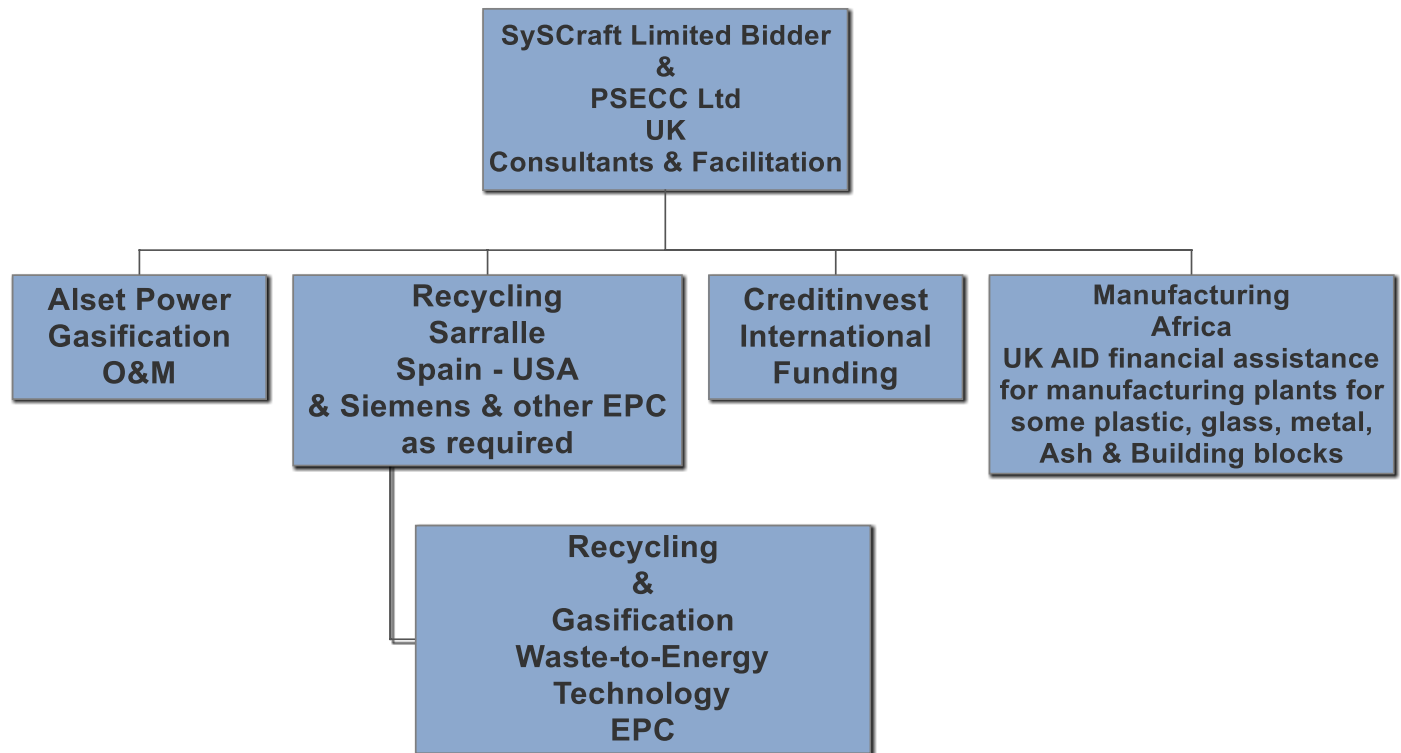 SySCraft Limited Bidder
&
PSECC Ltd
UK
Consultants & Facilitation
Alset Power
Gasification
O&M
Recycling
Sarralle
Spain - USA
& Siemens & other EPC
as required
Creditinvest
International
Funding
Manufacturing
Africa
UK AID financial assistance
for manufacturing plants for
some plastic, glass, metal,
Ash & Building blocks
Recycling
&
Gasification
Waste-to-Energy
Technology
EPC